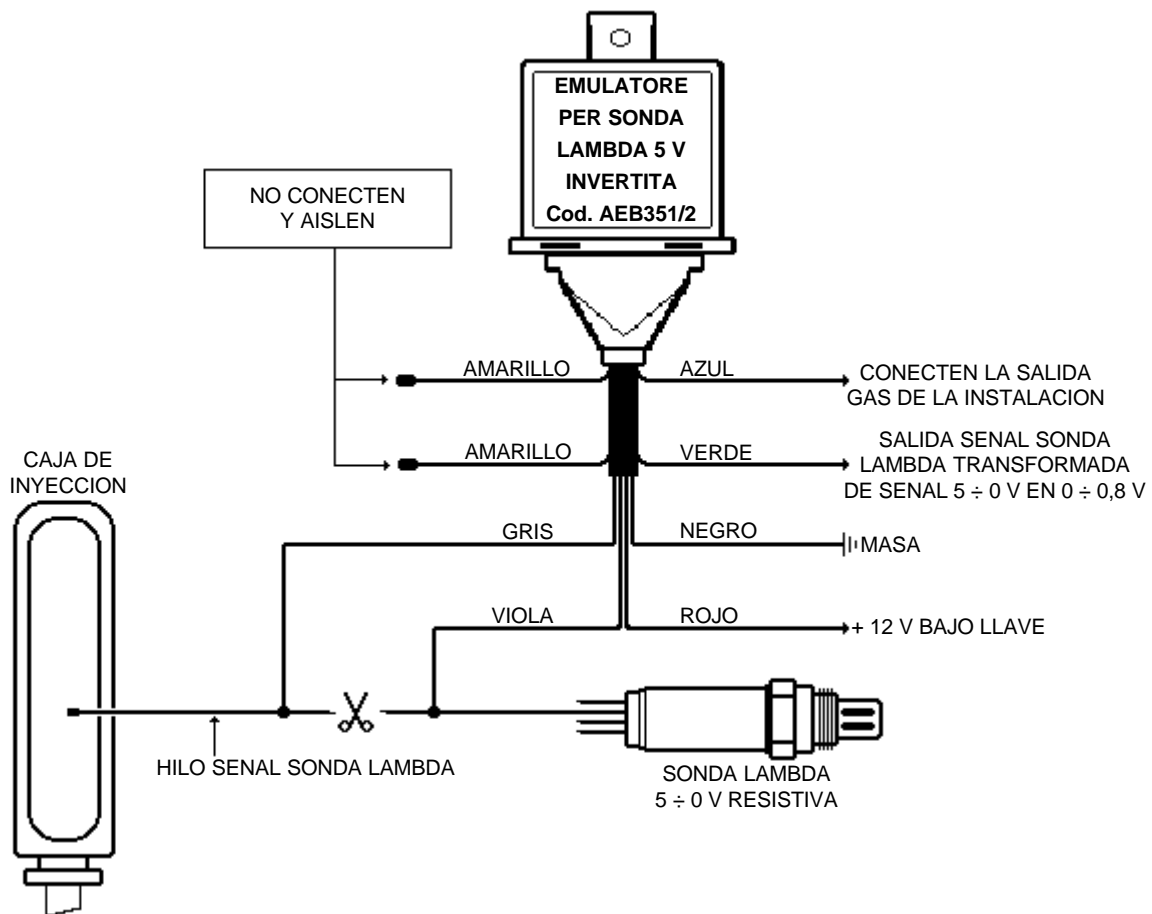 EMULATORE
PER SONDA
LAMBDA 5 V
INVERTITA
Cod. AEB351/2
NO CONECTEN
Y AISLEN
AMARILLO
AZUL
CONECTEN LA SALIDA
GAS DE LA INSTALACION
AMARILLO
VERDE
SALIDA SENAL SONDA
LAMBDA TRANSFORMADA
DE SENAL 5 ÷ 0 V EN 0 ÷ 0,8 V
CAJA DE
INYECCION
GRIS
NEGRO
MASA
VIOLA
ROJO
+ 12 V BAJO LLAVE
HILO SENAL SONDA LAMBDA
SONDA LAMBDA
5 ÷ 0 V RESISTIVA